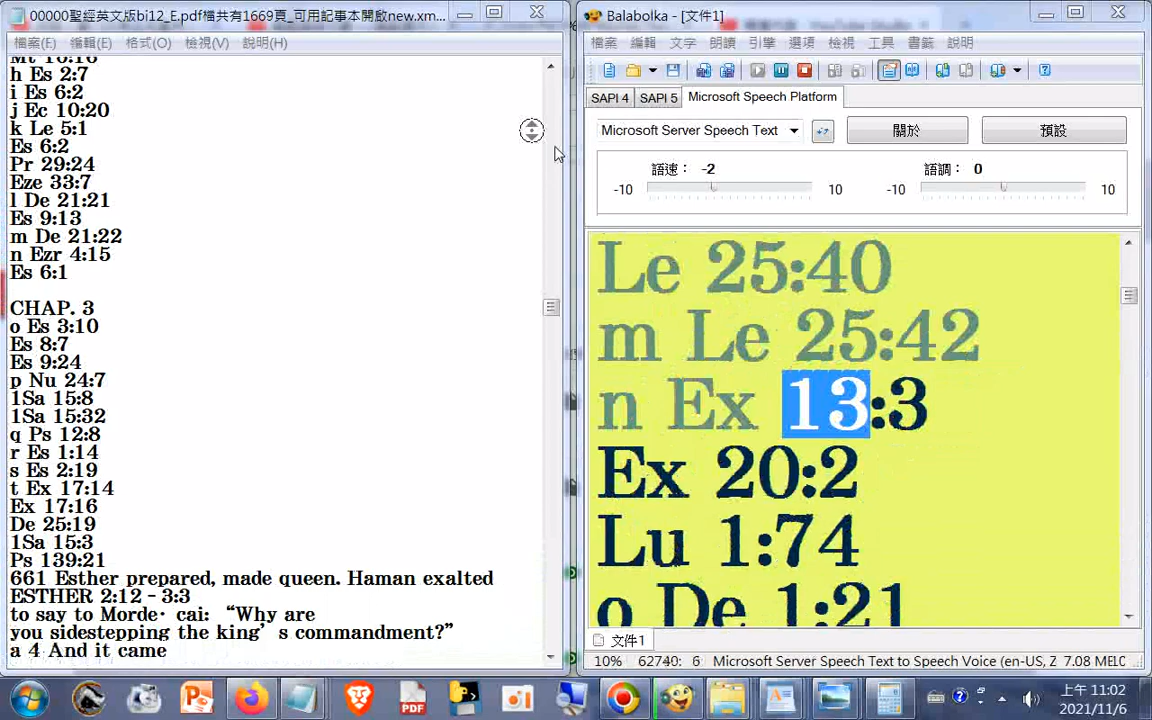 00000聖經英文版bi12_E.pdf檔共有1669頁_可用記事本開啟new.xm...
檔案(F) 編輯(E) 格式(O) 檢視(V) 說明(H)
h Es 2:7
i Es 6:2
j Ec 10:20
k Le 5:1
Es 6:2
Pr 29:24
Eze 33:7
l De 21:21
Es 9:13
m De 21:22
n Ezr 4:15
Es 6:1
CHAP. 3
o Es 3:10
Es 8:7
Es 9:24
p Nu 24:7
1Sa 15:8
1Sa 15:32
q Ps 12:8
r Es 1:14
s Es 2:19
t Ex 17:14
Ex 17:16
De 25:19
1Sa 15:3
Ps 139:21
661 Esther prepared, made queen. Haman exalted
ESTHER 2:12-3:3
to say to Morde·cai: “Why are
you sidestepping the king’s commandment?”
a 4 And it came
Balabolka - [文件1]
檔案 編輯 文字 朗讀 引擎 選項 檢視 工具 書籤 說明
SAPI 4 SAPI 5 Microsoft Speech Platform
Microsoft Server Speech Text 關於 預設
語速： -2 語調： 0
-10 10 -10 10
Le 25:40
m Le 25:42
n Ex 13:3
Ex 20:2
Lu 1:74
o De 1:21
文件1
10% 62740: 6 Microsoft Server Speech Text to Speech Voice (en-US, Z 7.08 MELO
PDF
上午 11:02
2021/11/6